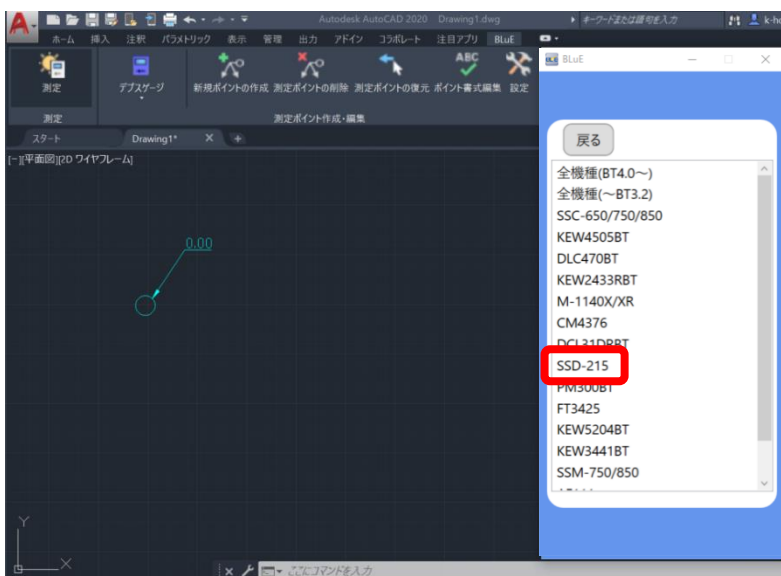 Autodesk AutoCAD 2020 Drawing1.dwg
キーワードまたは語句を入力
k-ho
ホーム 挿入 注釈 パラメトリック 表示 管理 出力 アドイン コラボレート 注目アプリ BLuE
測定 デプスゲージ 新規ポイントの作成 測定ポイントの削除 測定ポイントの復元 ポイント書式編集 設定
ABC
測定 測定ポイント作成・編集
スタート Drawing1* ×
[−][平面図][2D ワイヤフレーム]
0.00
Y
X
ここにコマンドを入力
BLuE
戻る
全機種(BT4.0～)
全機種(～BT3.2)
SSC-650/750/850
KEW4505BT
DLC470BT
KEW2433RBT
M-1140X/XR
CM4376
DCL31DRBT
SSD-215
PM300BT
FT3425
KEW5204BT
KEW3441BT
SSM-750/850